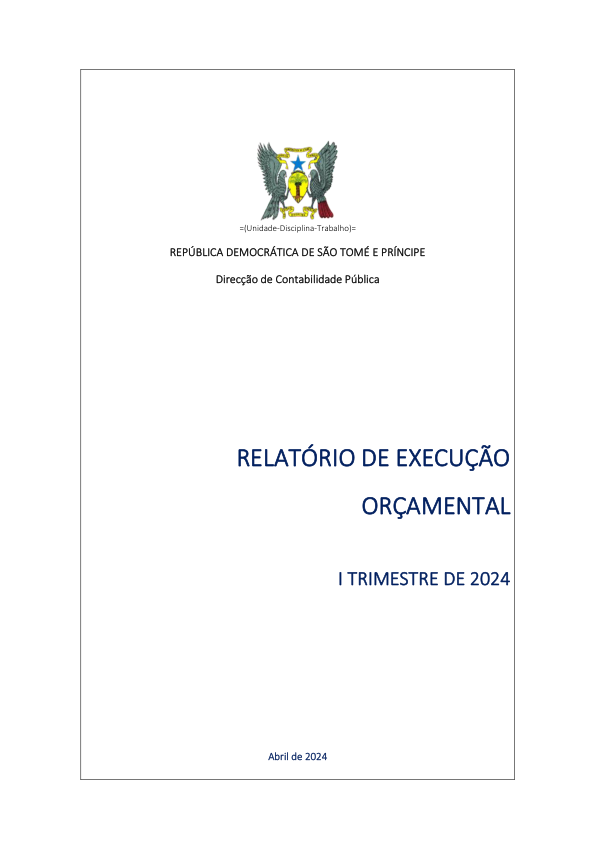 =(Unidade-Disciplina-Trabalho)=
REPÚBLICA DEMOCRÁTICA DE SÃO TOMÉ E PRÍNCIPE
Direcção de Contabilidade Pública
RELATÓRIO DE EXECUÇÃO
ORÇAMENTAL
I TRIMESTRE DE 2024
Abril de 2024